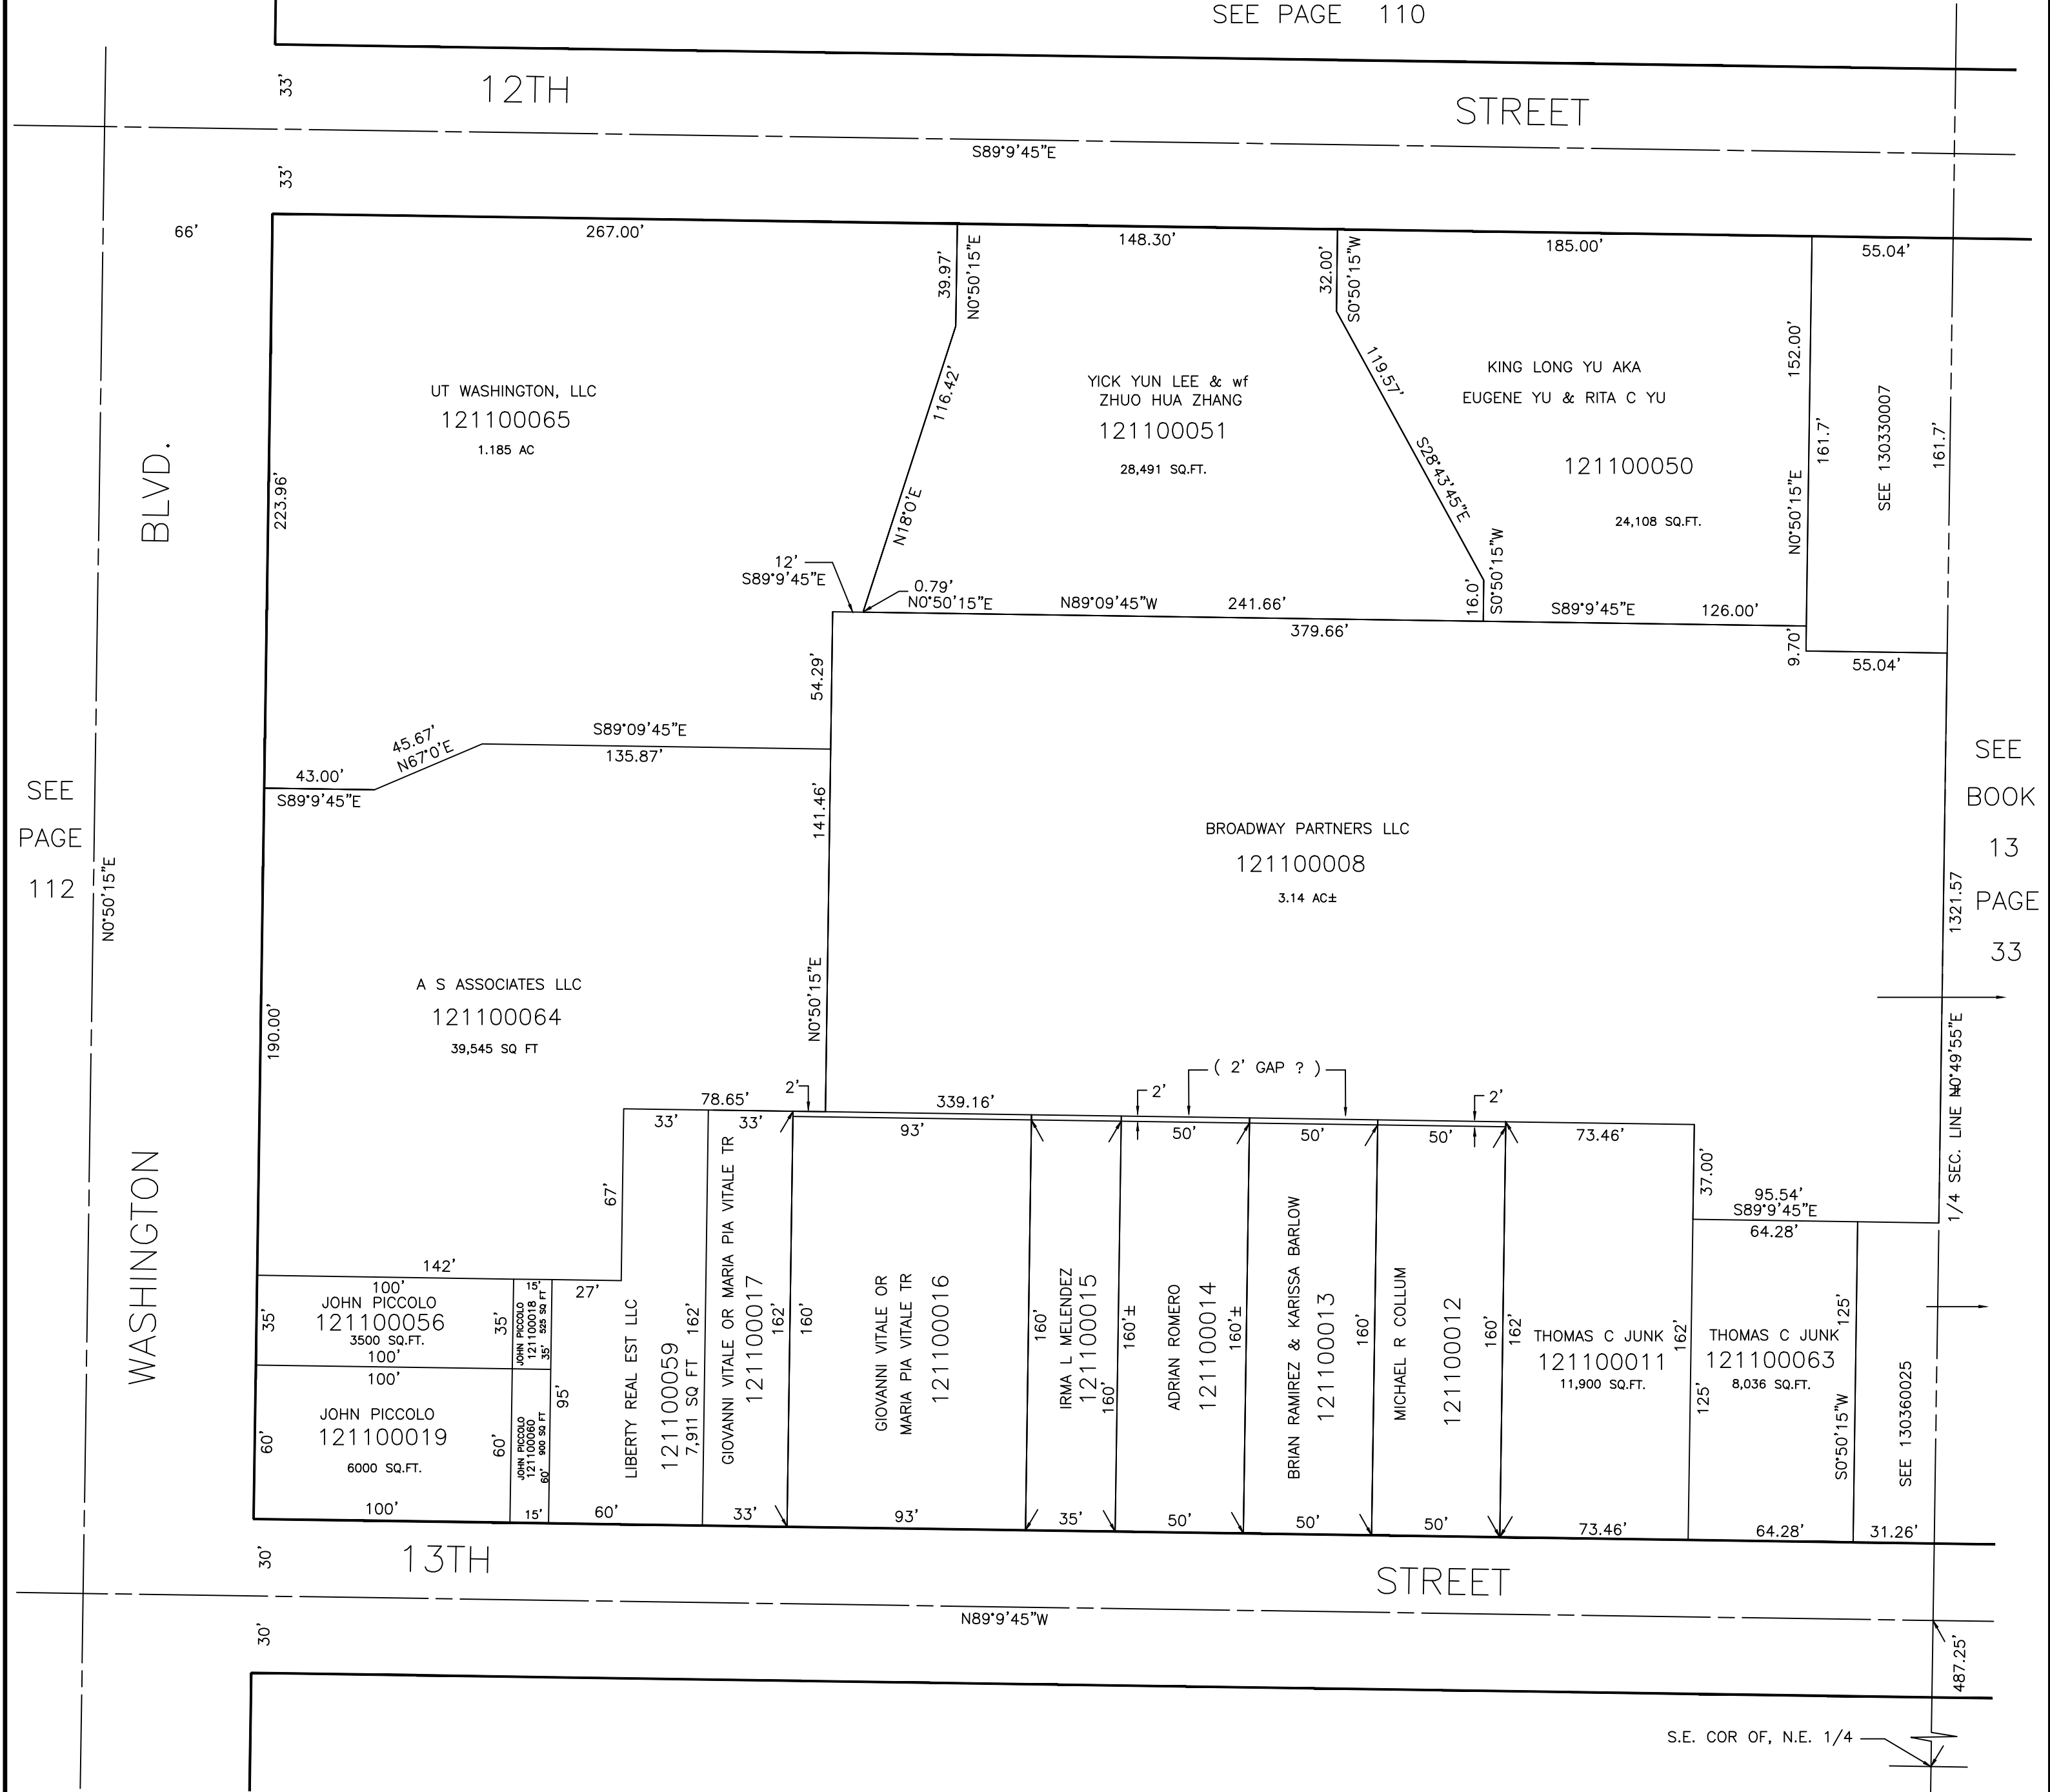 SEE PAGE 110
33'
12TH
STREET
S89°9'45"E
33'
66'
267.00'
148.30'
185.00'
55.04'
39.97'
N0°50'15"E
32.00'
S0°50'15"W
116.42'
N18°0'E
119.57'
S28°43'45"E
152.00'
161.7'
N0°50'15"E
SEE 130330007
161.7'
UT WASHINGTON, LLC
121100065
1.185 AC
YICK YUN LEE & wf
ZHUO HUA ZHANG
121100051
28,491 SQ.FT.
KING LONG YU AKA
EUGENE YU & RITA C YU
121100050
24,108 SQ.FT.
BLVD.
223.96'
12'
S89°9'45"E
0.79'
N0°50'15"E
N89°09'45"W
241.66'
16.0'
S0°50'15"W
S89°9'45"E
126.00'
379.66'
9.70'
55.04'
54.29'
45.67'
N67°0'E
S89°09'45"E
135.87'
43.00'
S89°9'45"E
141.46'
SEE
PAGE
112
N0°50'15"E
BROADWAY PARTNERS LLC
121100008
3.14 AC±
SEE
BOOK
13
PAGE
33
1321.57
A S ASSOCIATES LLC
121100064
39,545 SQ FT
190.00'
N0°50'15"E
N0°49'55"E
1/4 SEC. LINE
( 2' GAP ? )
2'
2'
2'
78.65'
339.16'
33'
33'
93'
50'
50'
50'
73.46'
37.00'
95.54'
S89°9'45"E
64.28'
67'
WASHINGTON
142'
100'
15'
27'
35'
JOHN PICCOLO
121100056
3500 SQ.FT.
100'
35'
JOHN PICCOLO
121100018
35' 525 SQ FT
100'
60'
JOHN PICCOLO
121100019
6000 SQ.FT.
60'
JOHN PICCOLO
121100060
60' 900 SQ FT
95'
LIBERTY REAL EST LLC
121100059
7,911 SQ FT
162'
GIOVANNI VITALE OR MARIA PIA VITALE TR
121100017
162'
160'
GIOVANNI VITALE OR
MARIA PIA VITALE TR
121100016
160'
IRMA L MELENDEZ
121100015
160'
160'±
ADRIAN ROMERO
121100014
160'±
BRIAN RAMIREZ & KARISSA BARLOW
121100013
160'
MICHAEL R COLLUM
121100012
160'
162'
THOMAS C JUNK
121100011
11,900 SQ.FT.
162'
125'
THOMAS C JUNK
121100063
8,036 SQ.FT.
125'
S0°50'15"W
SEE 130360025
100'
15'
60'
33'
93'
35'
50'
50'
50'
73.46'
64.28'
31.26'
30'
13TH
STREET
N89°9'45"W
30'
487.25'
S.E. COR OF, N.E. 1/4